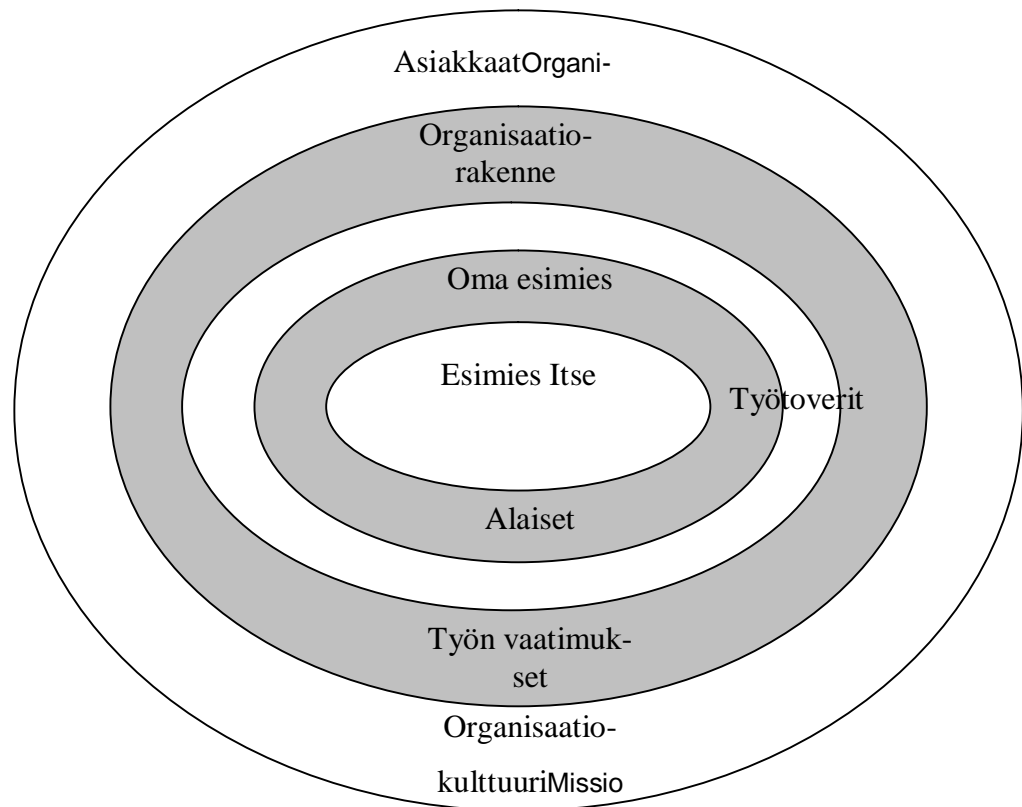 AsiakkaatOrgani-
Organisaatio-
rakenne
Oma esimies
Esimies Itse
Työtoverit
Alaiset
Työn vaatimuk-
set
Organisaatio-
kulttuuriMissio